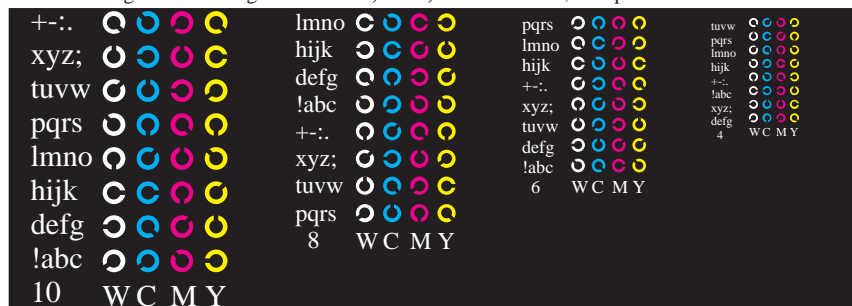 +-:.
xyz;
tuvw
pqrs
lmno
hijk
defg
!abc
10 W C M Y
lmno
hijk
defg
!abc
+-:.
xyz;
tuvw
pqrs
8 W C M Y
pqrs
lmno
hijk
+-:.
xyz;
tuvw
defg
!abc
6 W C M Y
tuvw
pqrs
lmno
hijk
+-:.
!abc
xyz;
defg
4 W C M Y